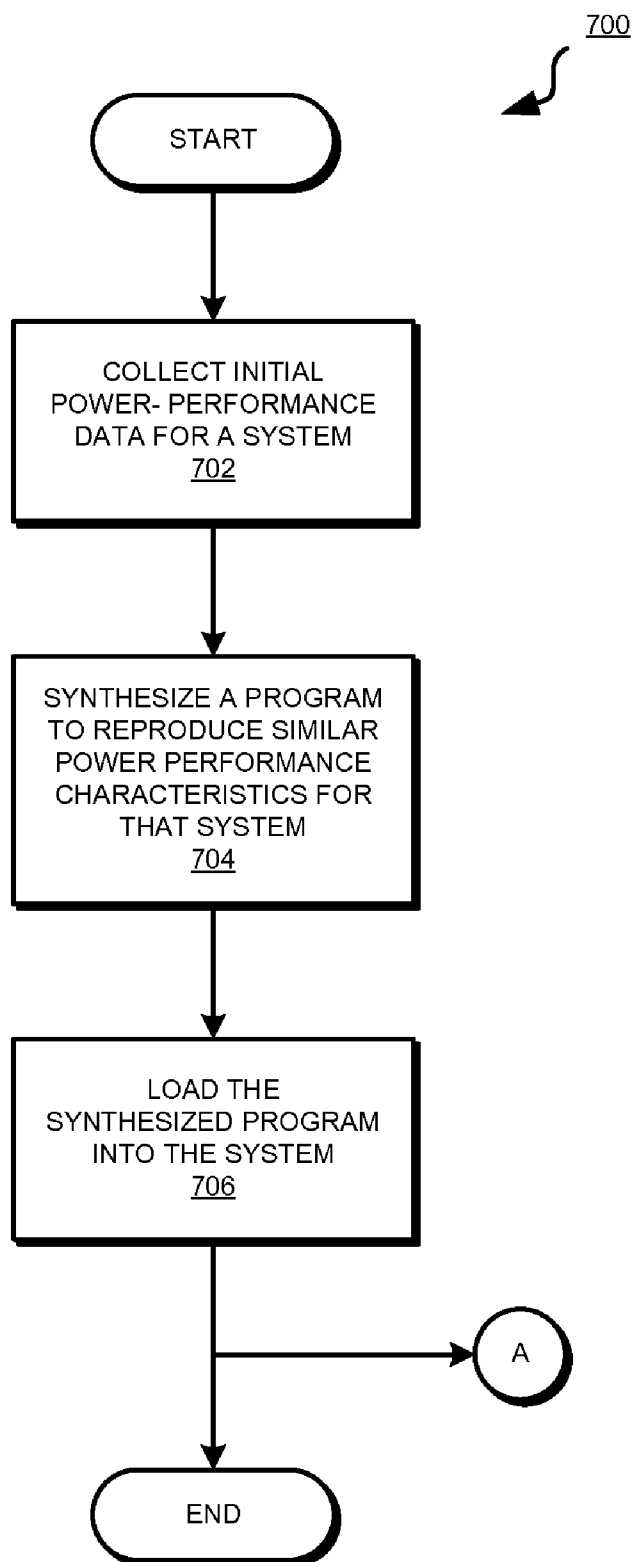 700
START
COLLECT INITIAL
POWER- PERFORMANCE
DATA FOR A SYSTEM
702
SYNTHESIZE A PROGRAM
TO REPRODUCE SIMILAR
POWER PERFORMANCE
CHARACTERISTICS FOR
THAT SYSTEM
704
LOAD THE
SYNTHESIZED PROGRAM
INTO THE SYSTEM
706
A
END